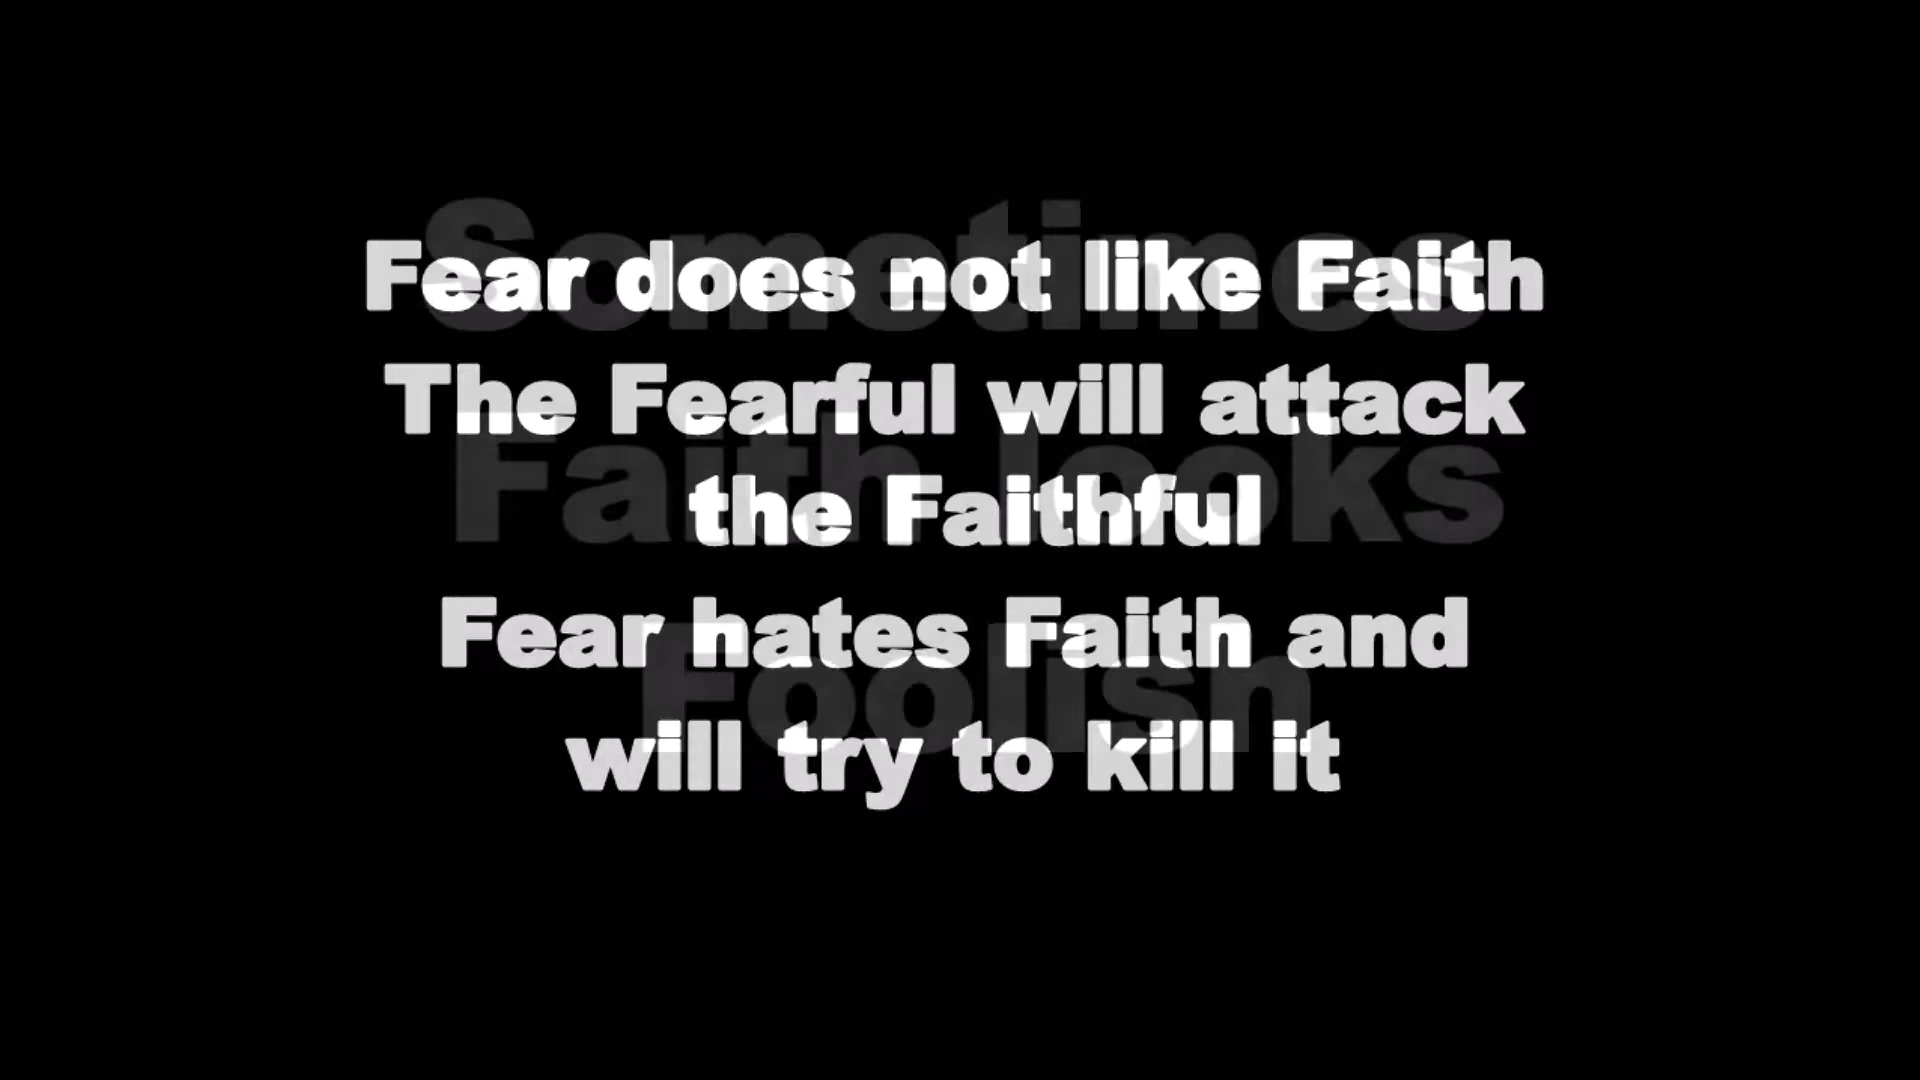 Fear does not like Faith
The Fearful will attack
the Faithful
Fear hates Faith and
will try to kill it
Sometimes
Faith looks
Foolish